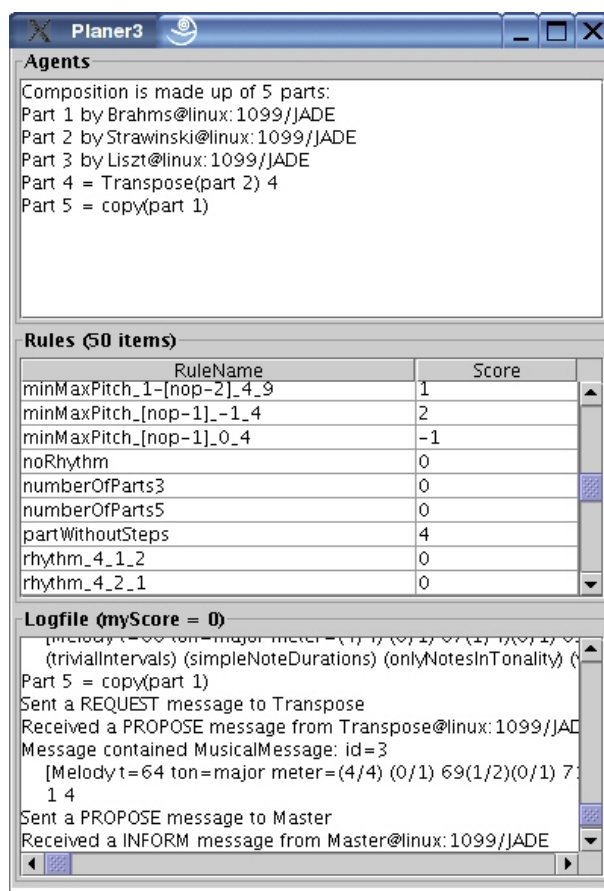 Planer3
Agents
Composition is made up of 5 parts:
Part 1 by Brahms@linux:1099/JADE
Part 2 by Strawinski@linux:1099/JADE
Part 3 by Liszt@linux:1099/JADE
Part 4 = Transpose(part 2) 4
Part 5 = copy(part 1)
Rules (50 items)
RuleName Score
minMaxPitch_1-[nop-2]_4_9 1
minMaxPitch_[nop-1]_-1_4 2
minMaxPitch_[nop-1]_0_4 -1
noRhythm 0
numberOfParts3 0
numberOfParts5 0
partWithoutSteps 4
rhythm_4_1_2 0
rhythm_4_2_1 0
Logfile (myScore = 0)
(trivialIntervals) (simpleNoteDurations) (onlyNotesInTonality) (
Part 5 = copy(part 1)
Sent a REQUEST message to Transpose
Received a PROPOSE message from Transpose@linux:1099/JAD
Message contained MusicalMessage: id=3
[Melody t=64 ton=major meter=(4/4) (0/1) 69(1/2)(0/1) 7
1 4
Sent a PROPOSE message to Master
Received a INFORM message from Master@linux:1099/JADE